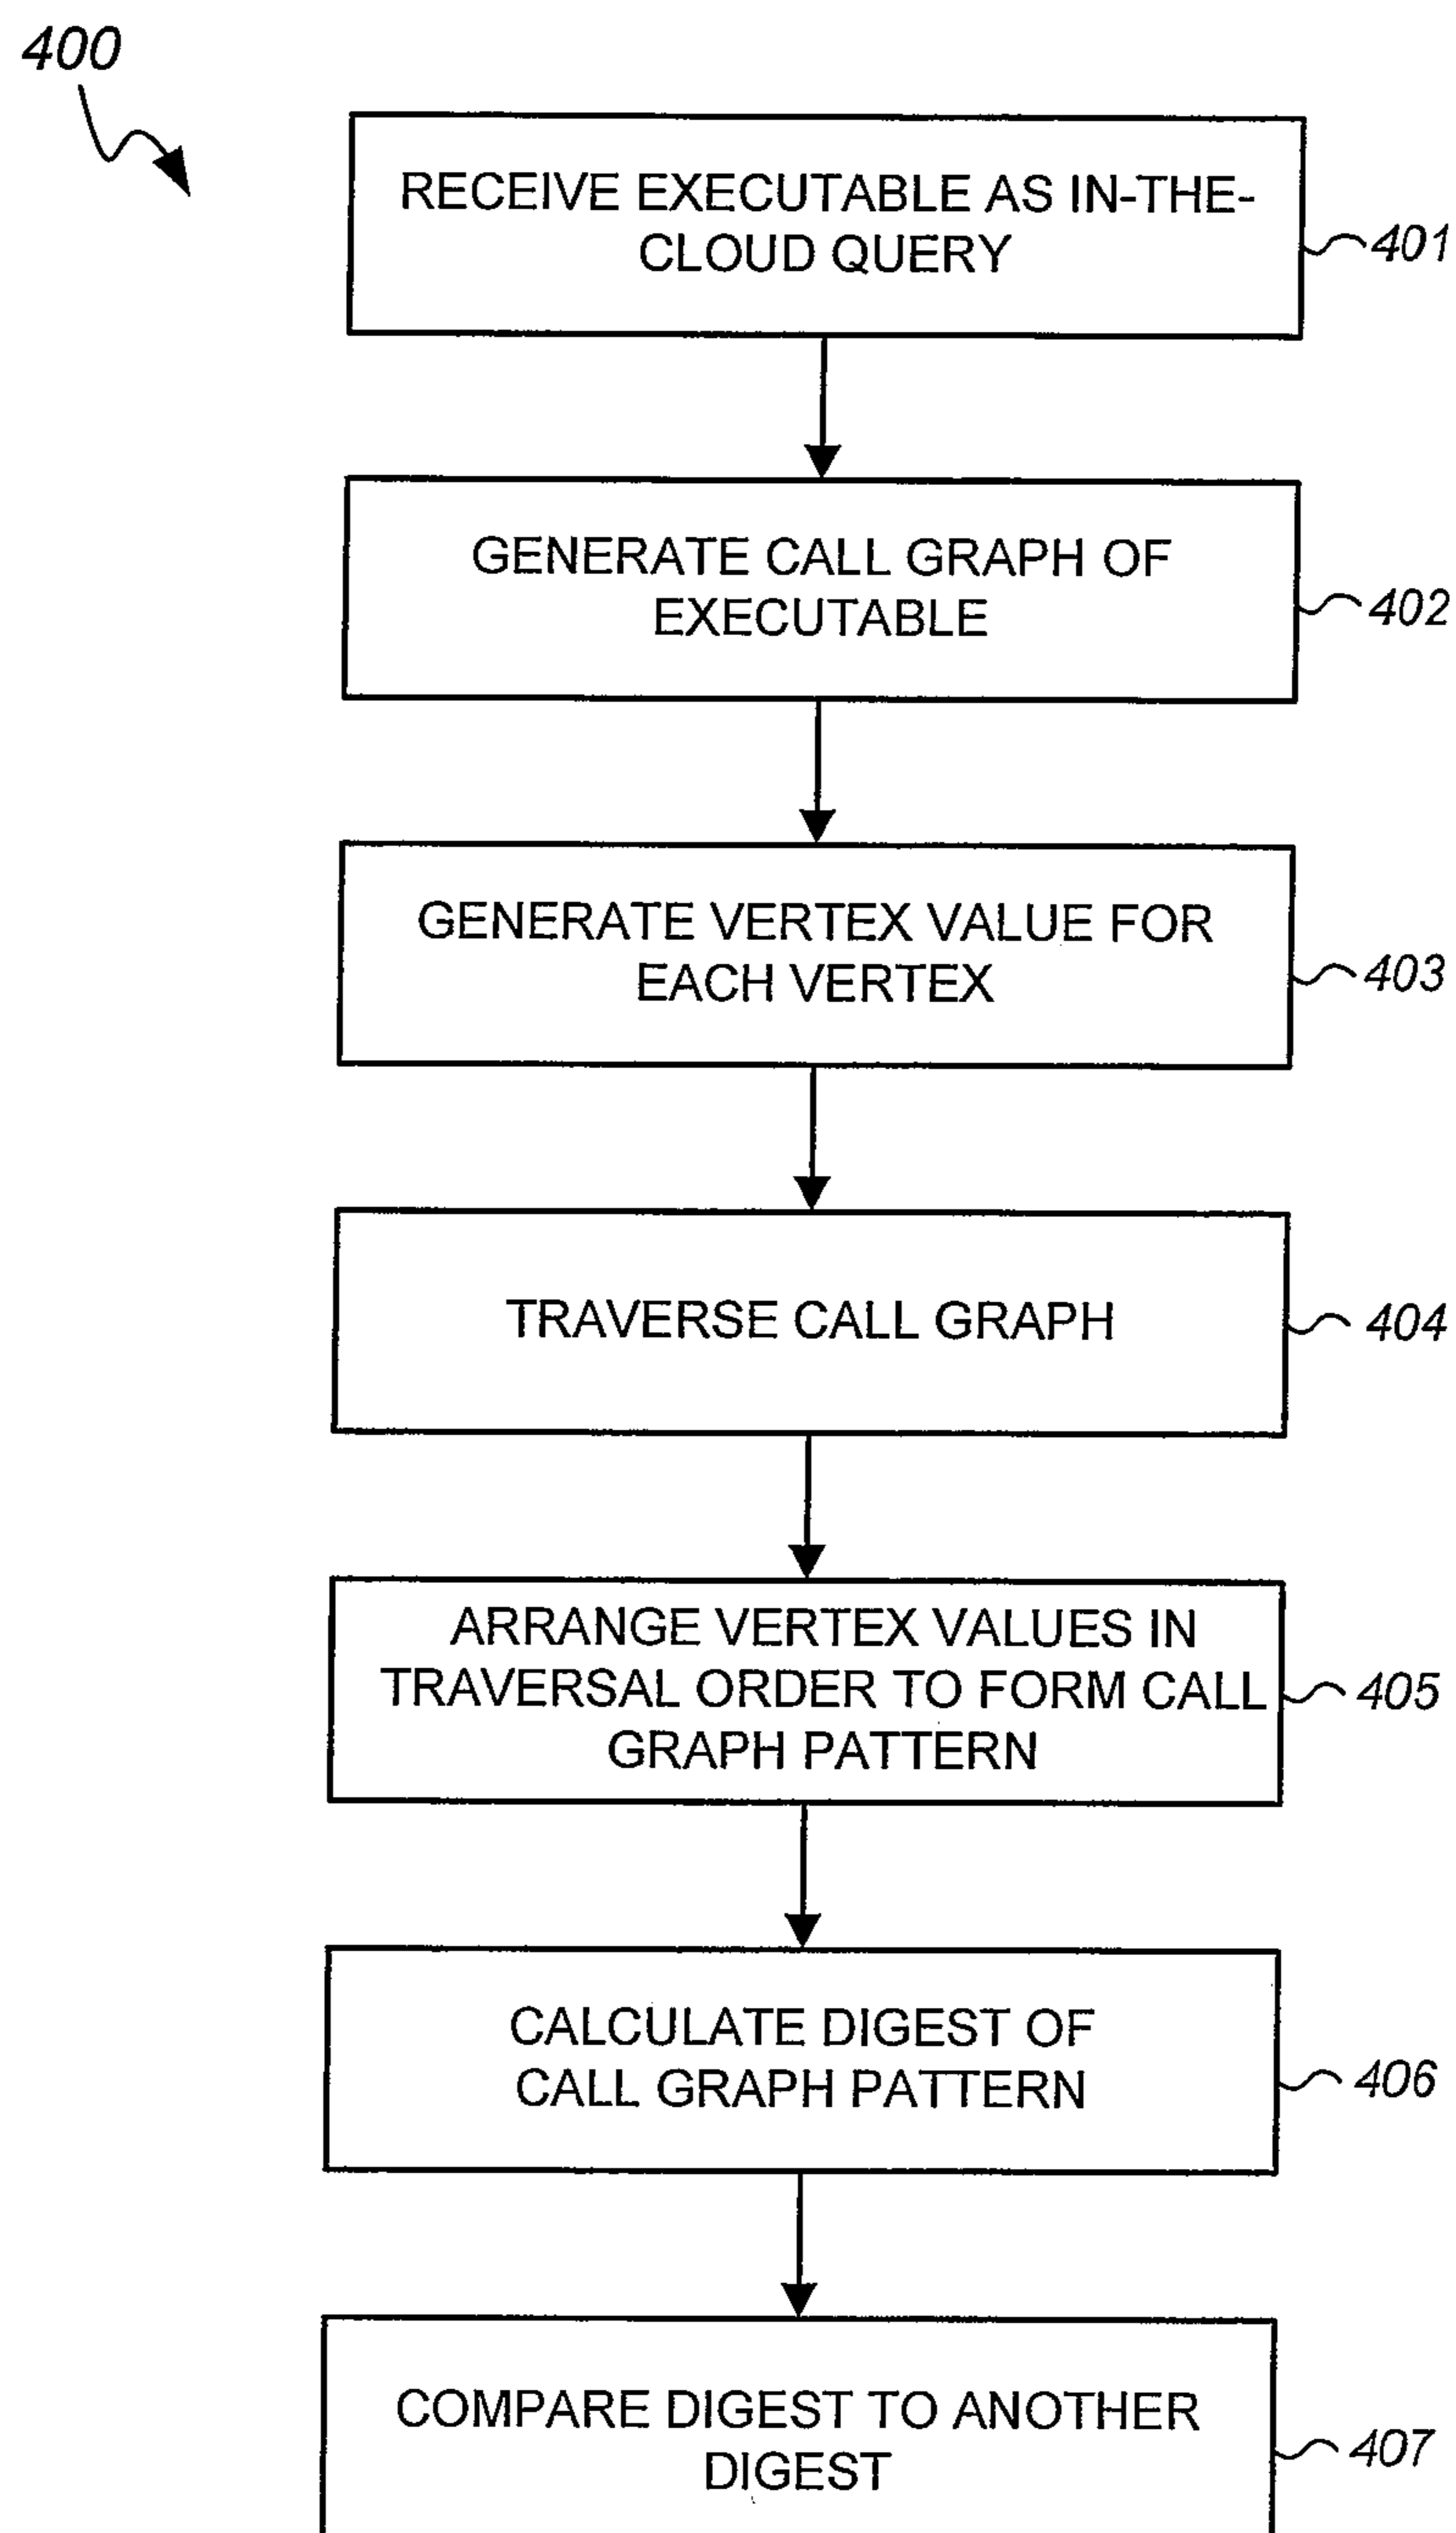 400
RECEIVE EXECUTABLE AS IN-THE-
CLOUD QUERY
401
GENERATE CALL GRAPH OF
EXECUTABLE
402
GENERATE VERTEX VALUE FOR
EACH VERTEX
403
TRAVERSE CALL GRAPH
404
ARRANGE VERTEX VALUES IN
TRAVERSAL ORDER TO FORM CALL
GRAPH PATTERN
405
CALCULATE DIGEST OF
CALL GRAPH PATTERN
406
COMPARE DIGEST TO ANOTHER
DIGEST
407